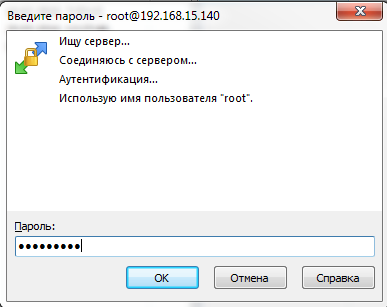 Введите пароль - root@192.168.15.140
Ищу сервер...
Соединяюсь с сервером...
Аутентификация...
Использую имя пользователя "root".
Пароль:
●●●●●●●●●
OK
Отмена
Справка